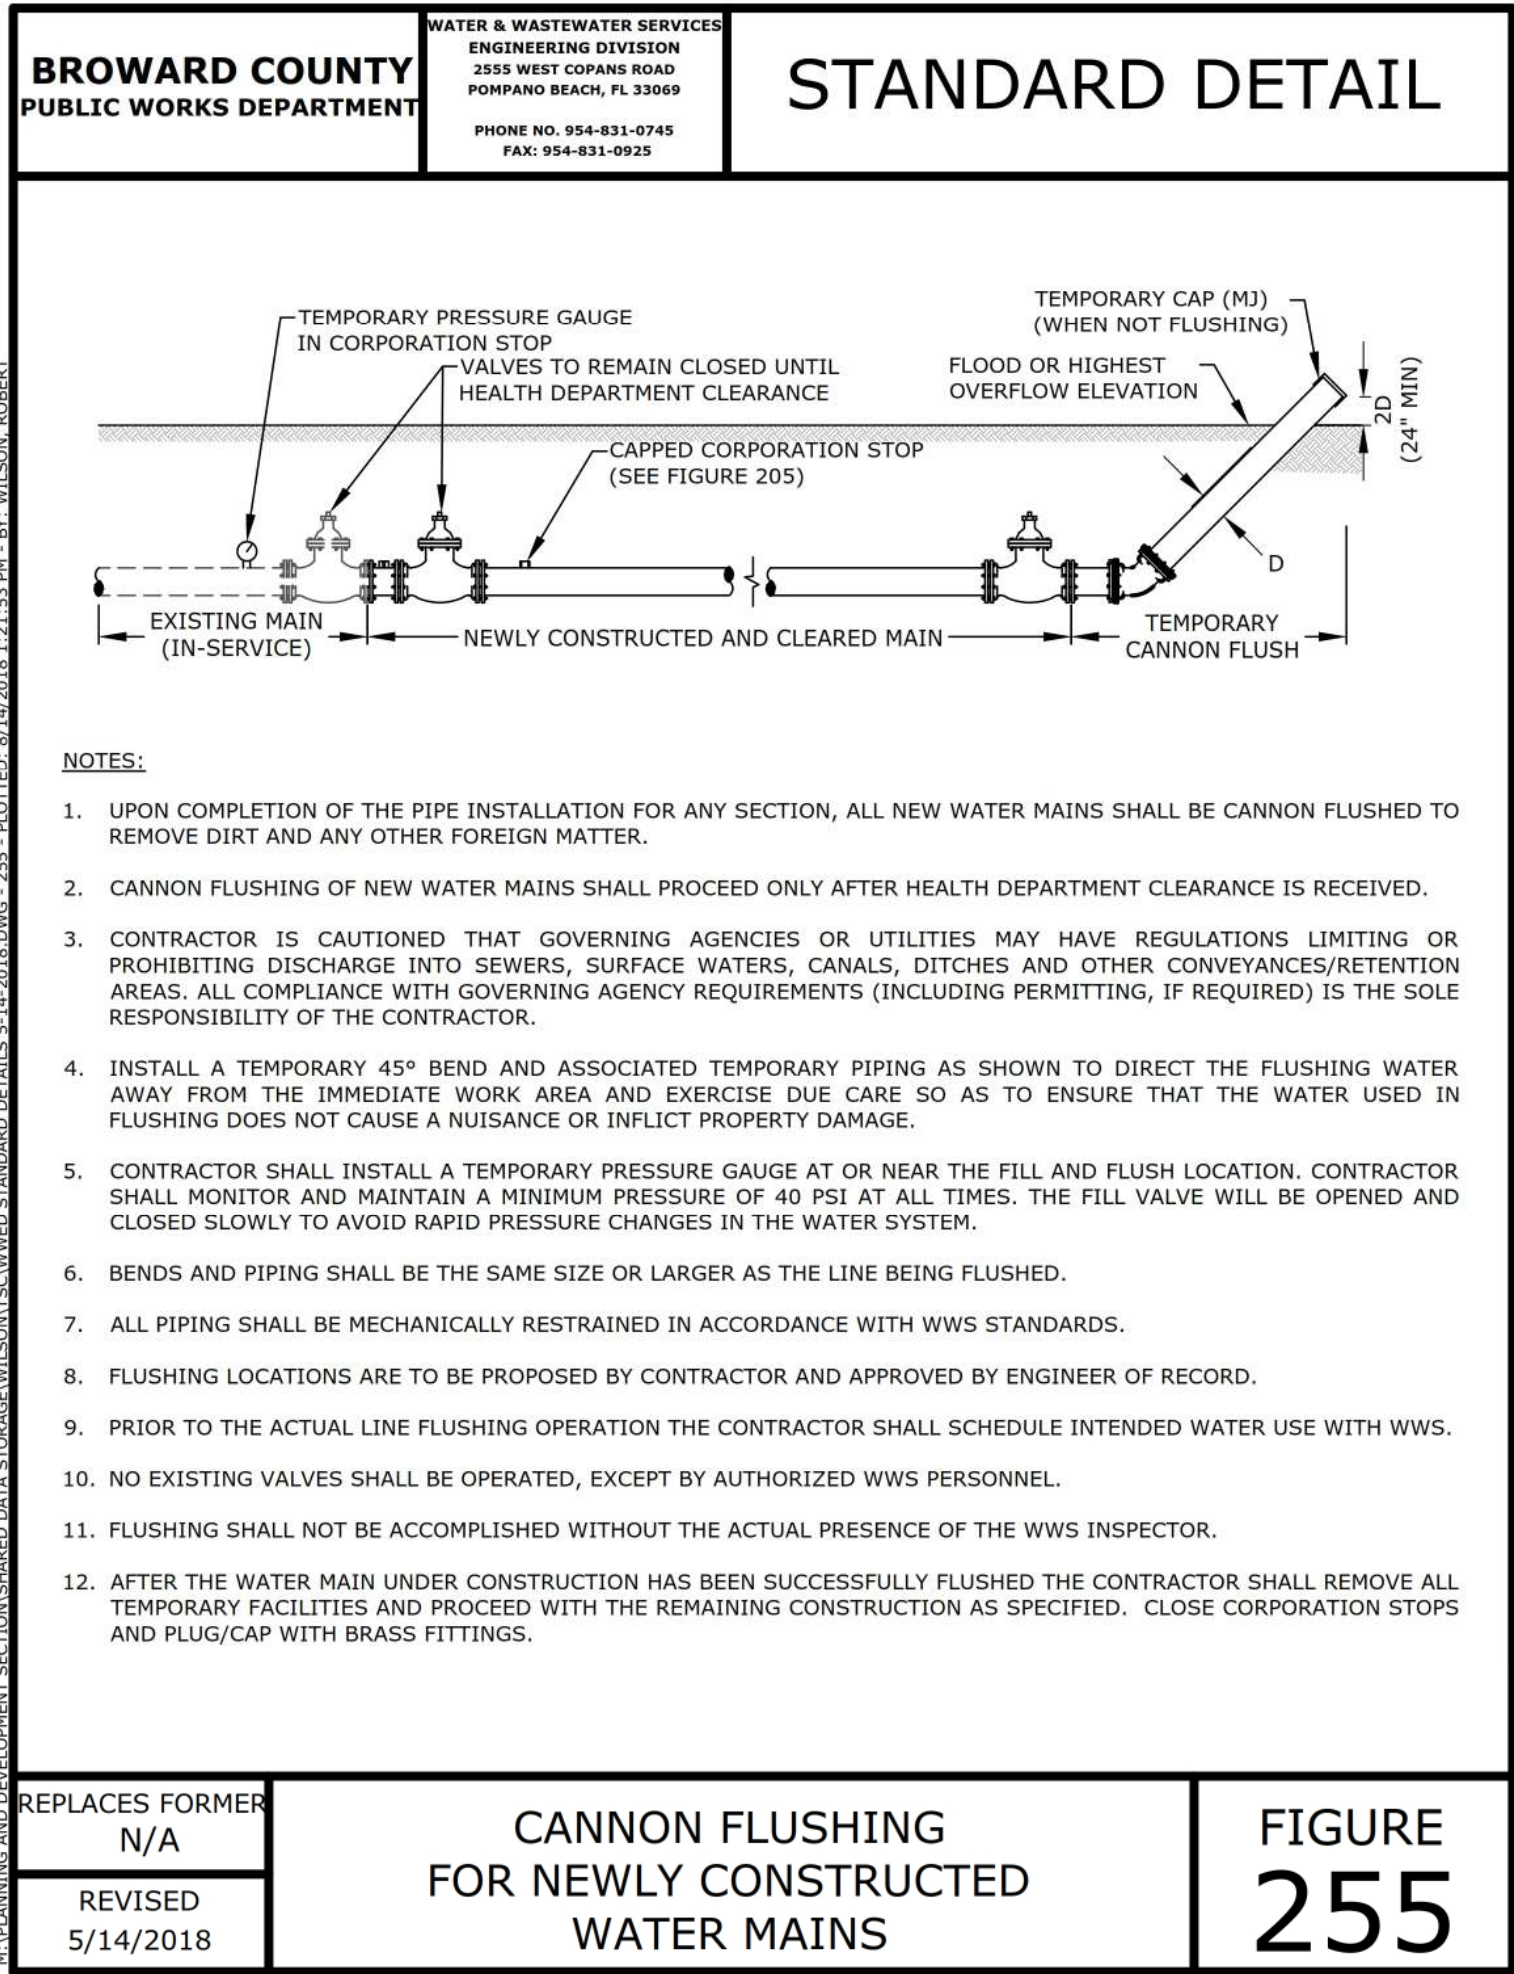 BROWARD COUNTY
PUBLIC WORKS DEPARTMENT
WATER & WASTEWATER SERVICES
ENGINEERING DIVISION
2555 WEST COPANS ROAD
POMPANO BEACH, FL 33069
PHONE NO. 954-831-0745
FAX: 954-831-0925
STANDARD DETAIL
TEMPORARY PRESSURE GAUGE
IN CORPORATION STOP
VALVES TO REMAIN CLOSED UNTIL
HEALTH DEPARTMENT CLEARANCE
CAPPED CORPORATION STOP
(SEE FIGURE 205)
TEMPORARY CAP (MJ)
(WHEN NOT FLUSHING)
FLOOD OR HIGHEST
OVERFLOW ELEVATION
2D
(24" MIN)
D
EXISTING MAIN
(IN-SERVICE)
NEWLY CONSTRUCTED AND CLEARED MAIN
TEMPORARY
CANNON FLUSH
NOTES:
1. UPON COMPLETION OF THE PIPE INSTALLATION FOR ANY SECTION, ALL NEW WATER MAINS SHALL BE CANNON FLUSHED TO
REMOVE DIRT AND ANY OTHER FOREIGN MATTER.
2. CANNON FLUSHING OF NEW WATER MAINS SHALL PROCEED ONLY AFTER HEALTH DEPARTMENT CLEARANCE IS RECEIVED.
3. CONTRACTOR IS CAUTIONED THAT GOVERNING AGENCIES OR UTILITIES MAY HAVE REGULATIONS LIMITING OR
PROHIBITING DISCHARGE INTO SEWERS, SURFACE WATERS, CANALS, DITCHES AND OTHER CONVEYANCES/RETENTION
AREAS. ALL COMPLIANCE WITH GOVERNING AGENCY REQUIREMENTS (INCLUDING PERMITTING, IF REQUIRED) IS THE SOLE
RESPONSIBILITY OF THE CONTRACTOR.
4. INSTALL A TEMPORARY 45° BEND AND ASSOCIATED TEMPORARY PIPING AS SHOWN TO DIRECT THE FLUSHING WATER
AWAY FROM THE IMMEDIATE WORK AREA AND EXERCISE DUE CARE SO AS TO ENSURE THAT THE WATER USED IN
FLUSHING DOES NOT CAUSE A NUISANCE OR INFLICT PROPERTY DAMAGE.
5. CONTRACTOR SHALL INSTALL A TEMPORARY PRESSURE GAUGE AT OR NEAR THE FILL AND FLUSH LOCATION. CONTRACTOR
SHALL MONITOR AND MAINTAIN A MINIMUM PRESSURE OF 40 PSI AT ALL TIMES. THE FILL VALVE WILL BE OPENED AND
CLOSED SLOWLY TO AVOID RAPID PRESSURE CHANGES IN THE WATER SYSTEM.
6. BENDS AND PIPING SHALL BE THE SAME SIZE OR LARGER AS THE LINE BEING FLUSHED.
7. ALL PIPING SHALL BE MECHANICALLY RESTRAINED IN ACCORDANCE WITH WWS STANDARDS.
8. FLUSHING LOCATIONS ARE TO BE PROPOSED BY CONTRACTOR AND APPROVED BY ENGINEER OF RECORD.
9. PRIOR TO THE ACTUAL LINE FLUSHING OPERATION THE CONTRACTOR SHALL SCHEDULE INTENDED WATER USE WITH WWS.
10. NO EXISTING VALVES SHALL BE OPERATED, EXCEPT BY AUTHORIZED WWS PERSONNEL.
11. FLUSHING SHALL NOT BE ACCOMPLISHED WITHOUT THE ACTUAL PRESENCE OF THE WWS INSPECTOR.
12. AFTER THE WATER MAIN UNDER CONSTRUCTION HAS BEEN SUCCESSFULLY FLUSHED THE CONTRACTOR SHALL REMOVE ALL
TEMPORARY FACILITIES AND PROCEED WITH THE REMAINING CONSTRUCTION AS SPECIFIED. CLOSE CORPORATION STOPS
AND PLUG/CAP WITH BRASS FITTINGS.
REPLACES FORMER
N/A
REVISED
5/14/2018
CANNON FLUSHING
FOR NEWLY CONSTRUCTED
WATER MAINS
FIGURE
255